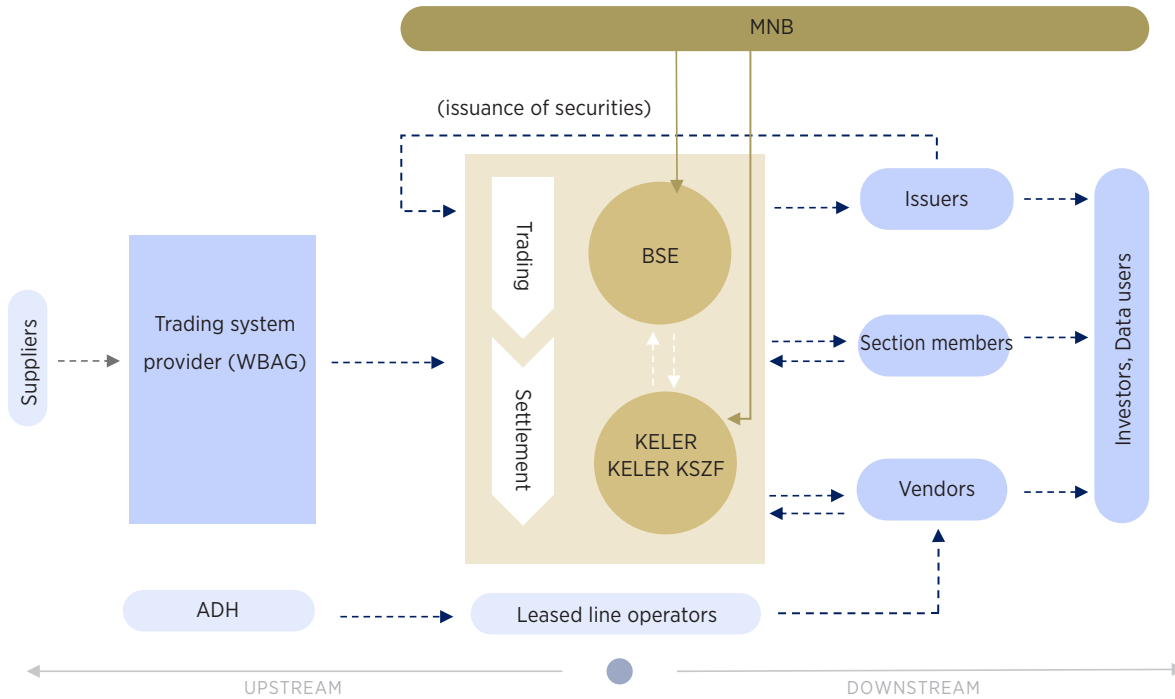 MNB
(issuance of securities)
Trading
BSE
Issuers
Suppliers
Trading system
provider (WBAG)
Section members
Investors, Data users
Settlement
KELER
KELER KSZF
Vendors
ADH
Leased line operators
UPSTREAM
DOWNSTREAM